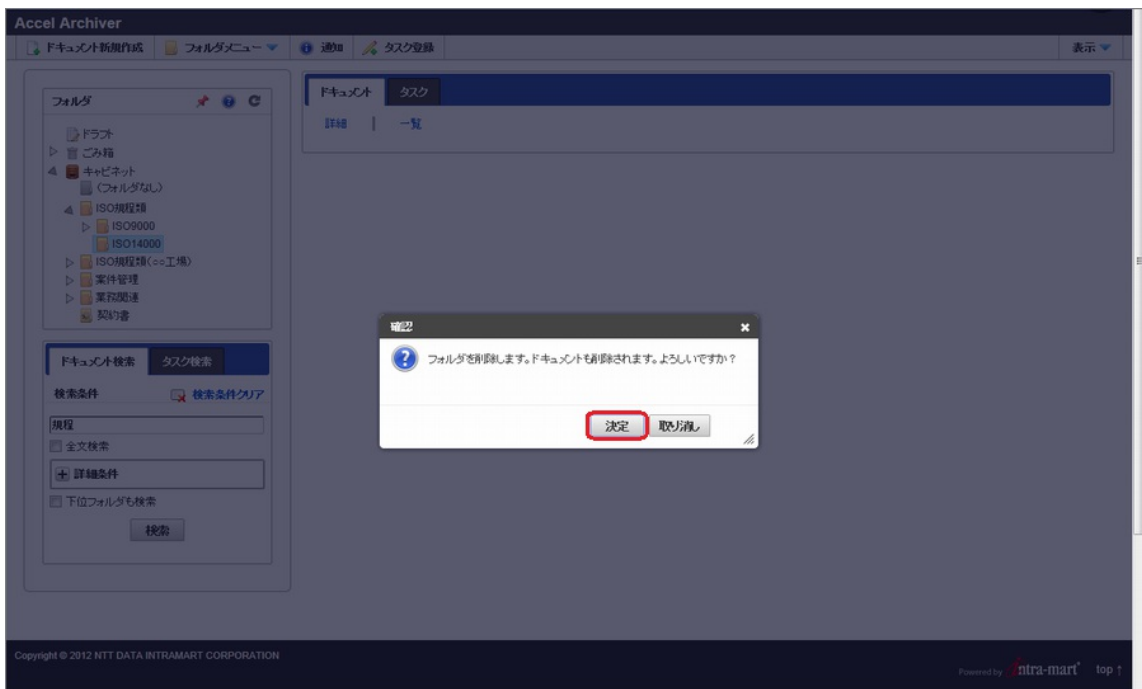 Accel Archiver
ドキュメント新規作成 フォルダメニュー 通知 タスク登録 表示
フォルダ
ドラフト
ごみ箱
キャビネット
(フォルダなし)
ISO規程類
ISO9000
ISO14000
ISO規程類(○○工場)
案件管理
業務関連
契約書
ドキュメント タスク
詳細 | 一覧
確認
フォルダを削除します。ドキュメントも削除されます。よろしいですか?
決定 取り消し
ドキュメント検索 タスク検索
検索条件 検索条件クリア
規程
全文検索
詳細条件
下位フォルダも検索
検索
Copyright © 2012 NTT DATA INTRAMART CORPORATION
Powered by intra-mart top ↑